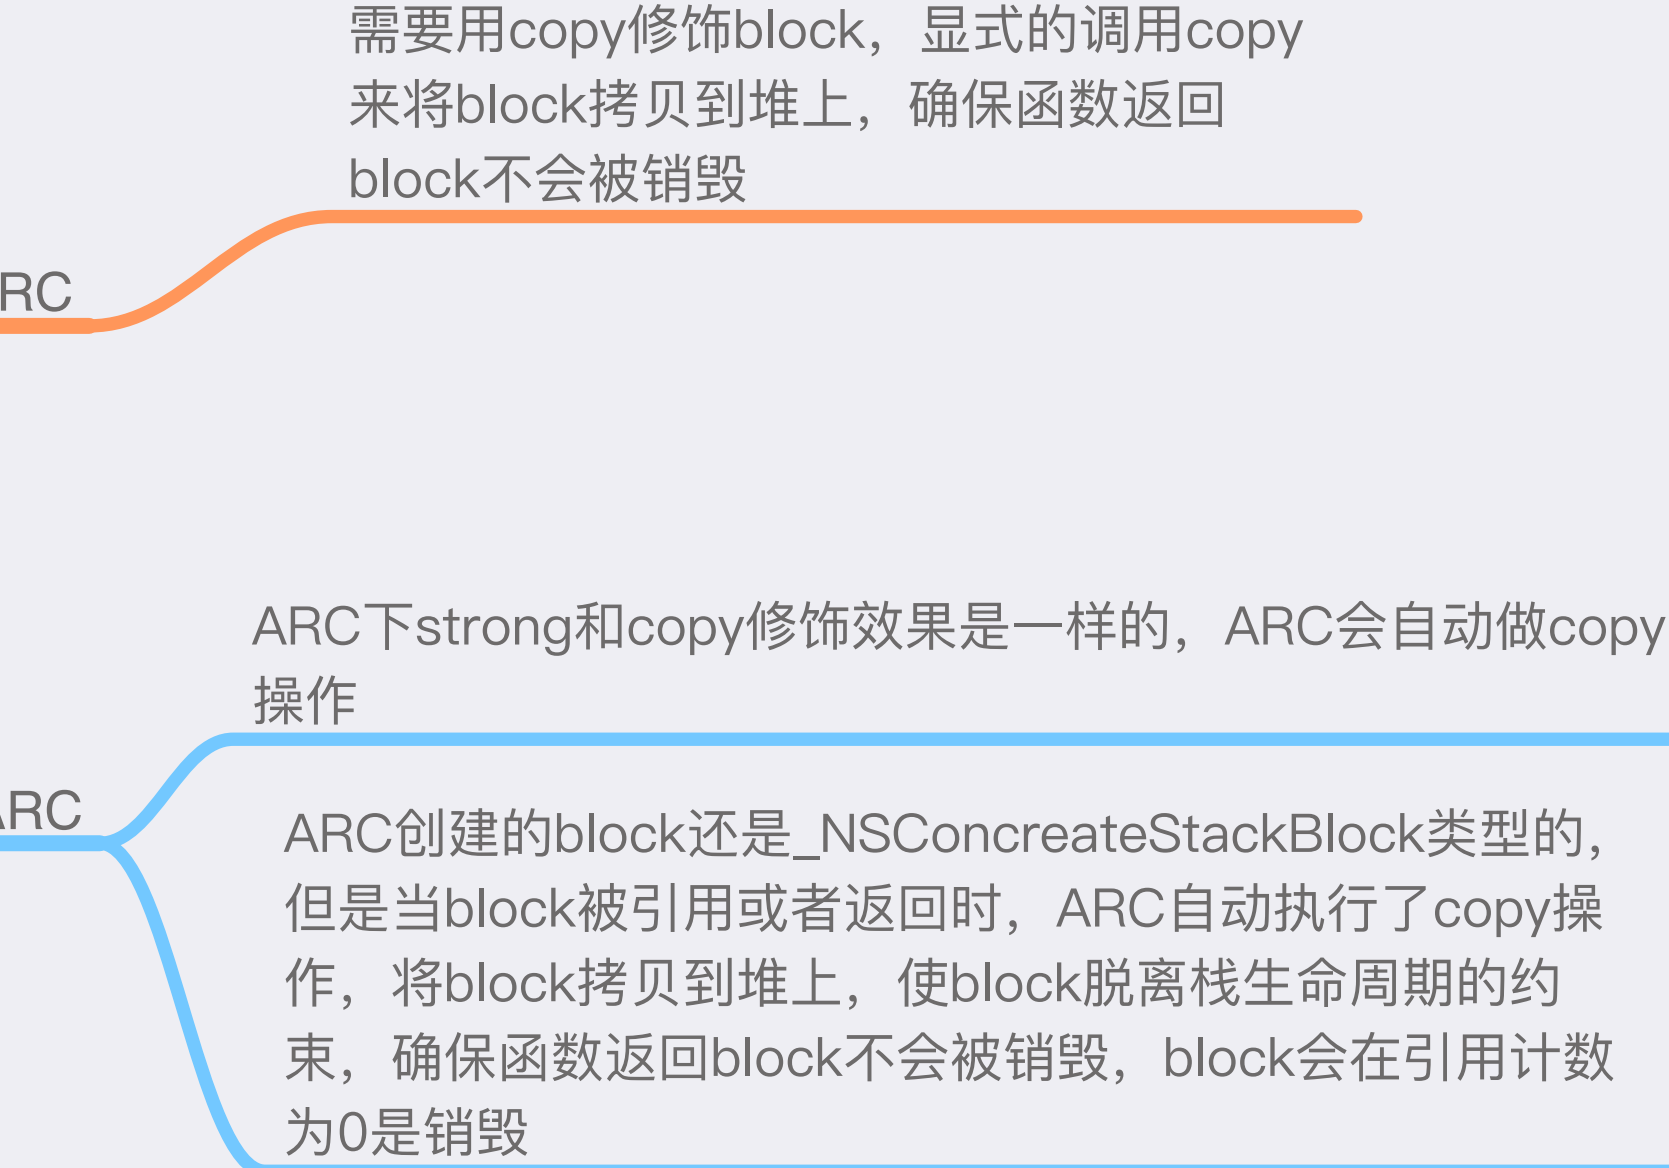 需要用copy修饰block，显式的调用copy
来将block拷贝到堆上，确保函数返回
block不会被销毁
RC
ARC下strong和copy修饰效果是一样的，ARC会自动做copy
操作
ARC
ARC创建的block还是_NSConcreateStackBlock类型的，
但是当block被引用或者返回时，ARC自动执行了copy操
作，将block拷贝到堆上，使block脱离栈生命周期的约
束，确保函数返回block不会被销毁，block会在引用计数
为0是销毁